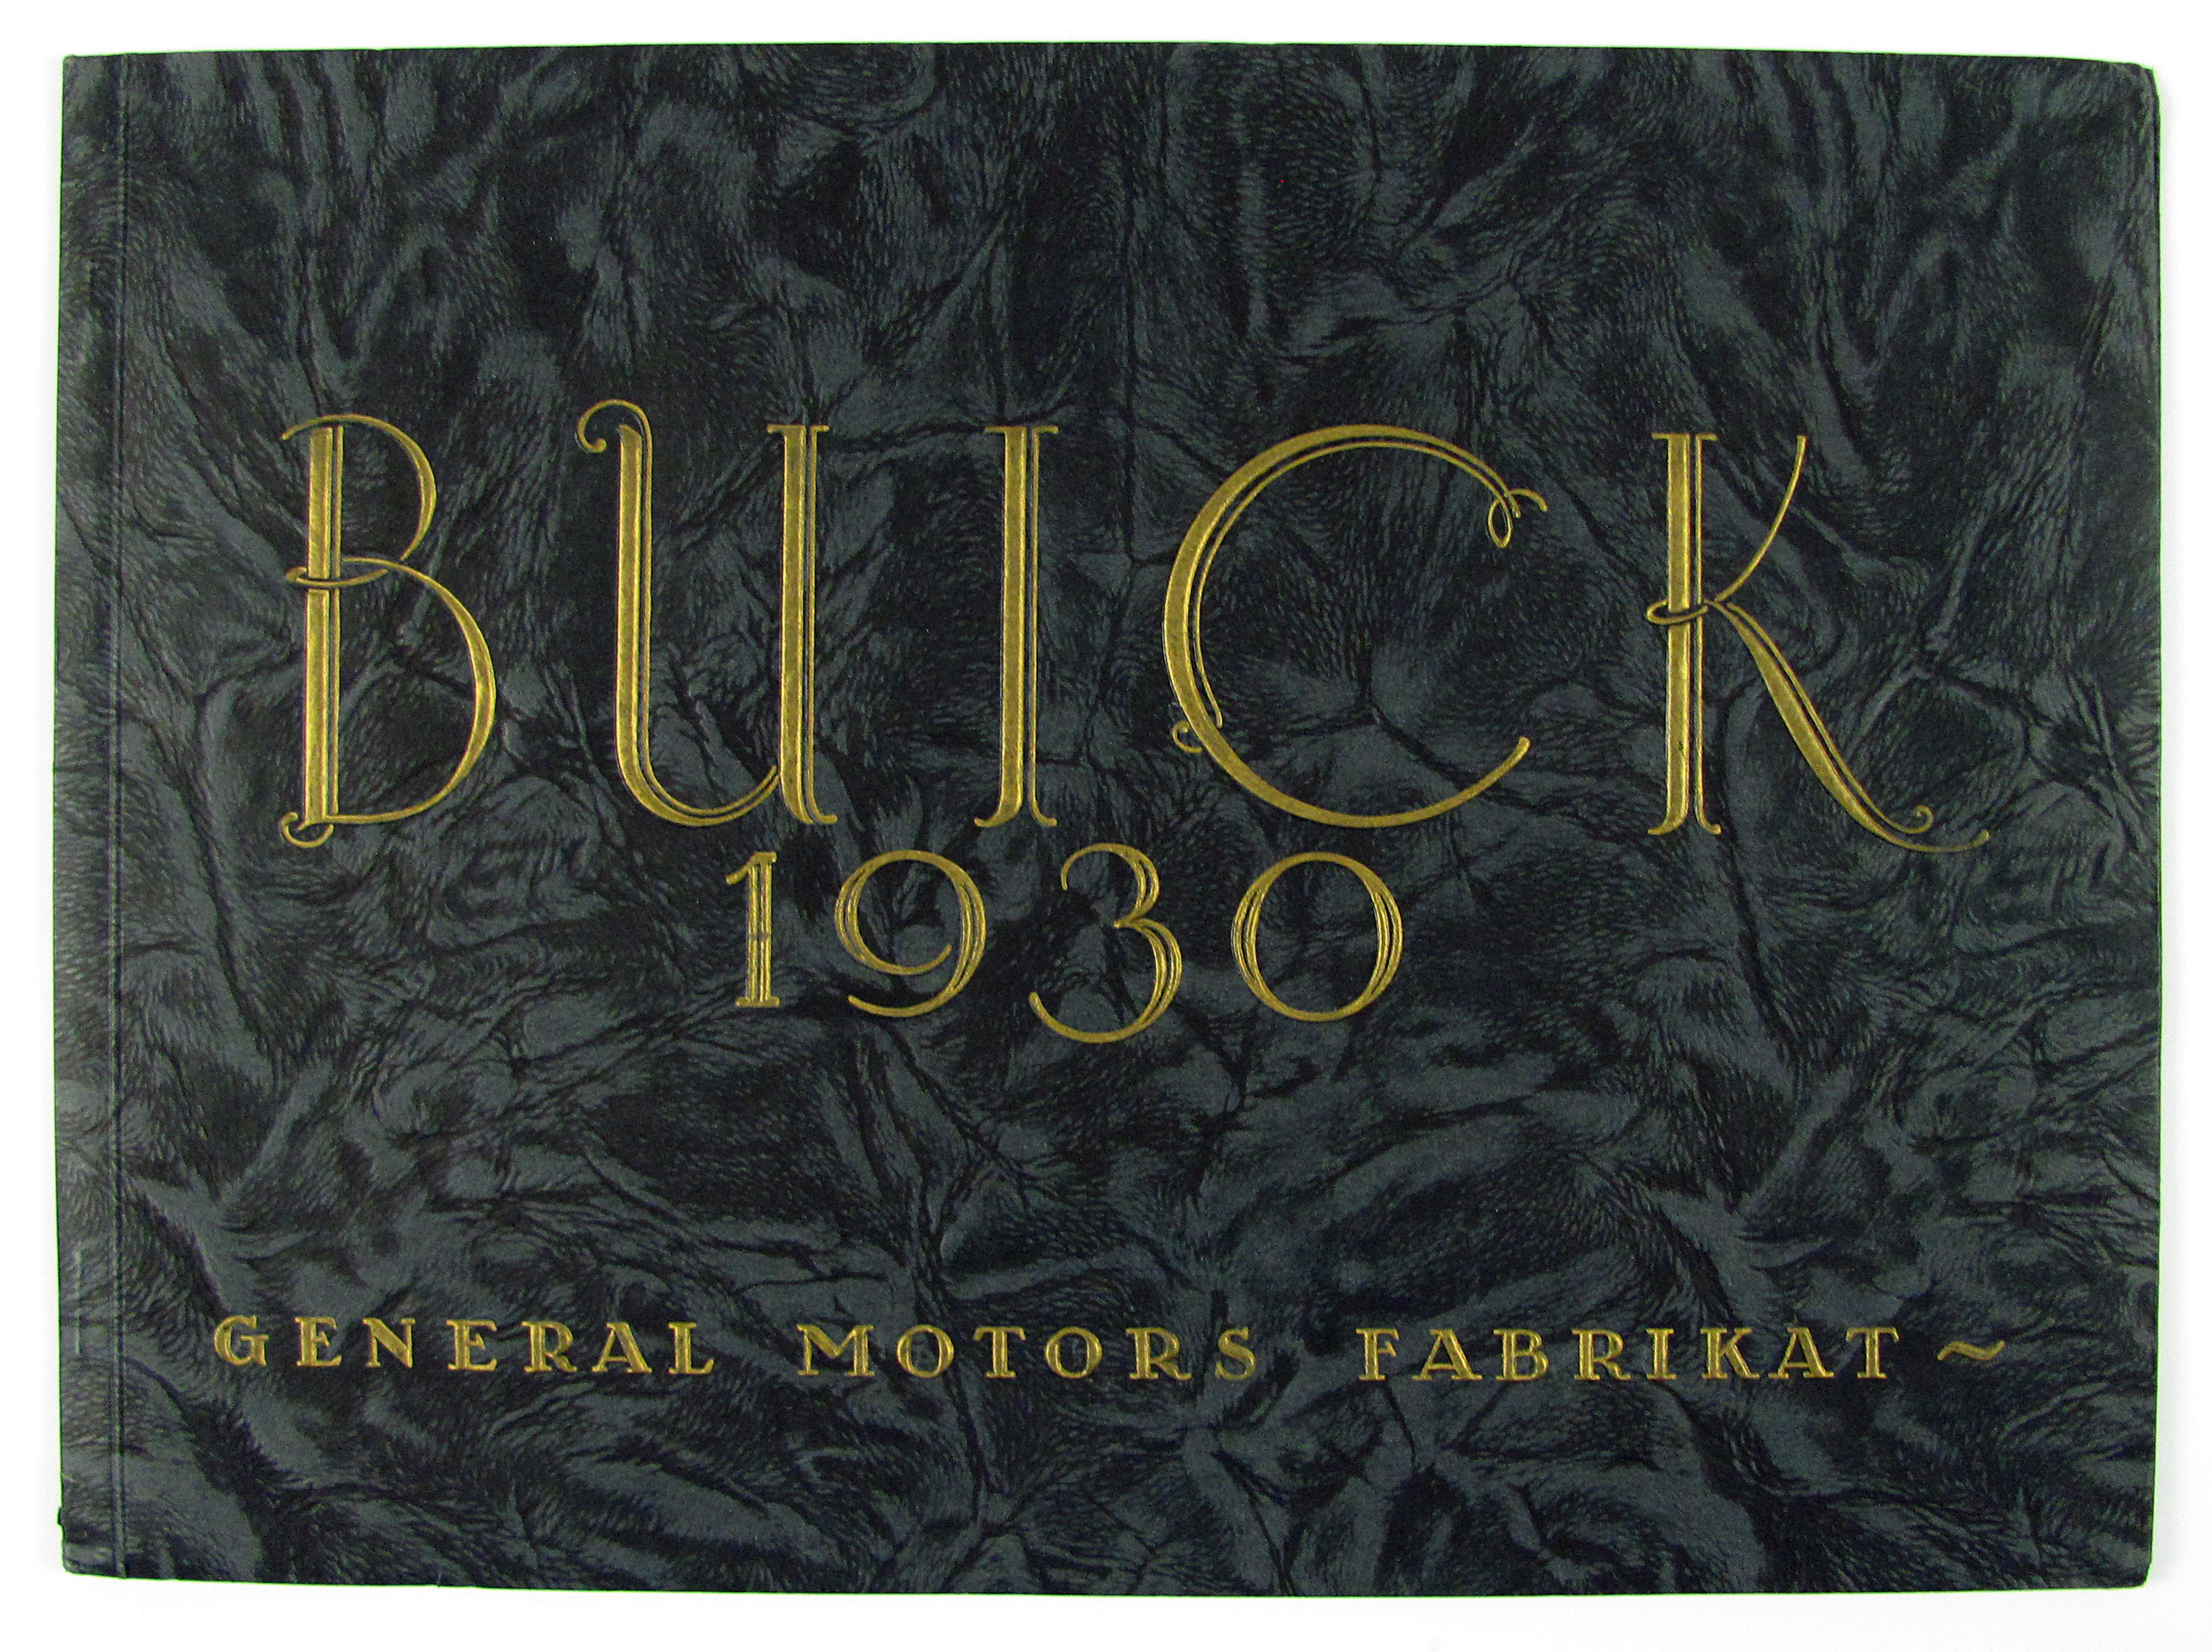 BUICK
1930
GENERAL MOTORS FABRIKAT ~